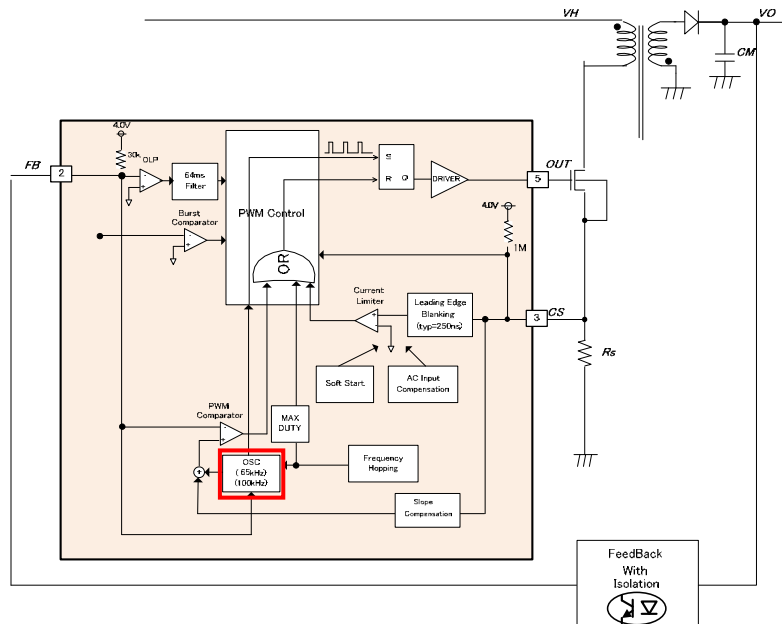 VH
VO
CM
4.0V
30k
OLP
FB
2
64ms
Filter
S
R
Q
DRIVER
OUT
5
Burst
Comparator
PWM Control
4.0V
1M
OR
Current
Limiter
Leading Edge
Blanking
(typ=250ns)
3
CS
Rs
Soft Start
AC Input
Compensation
PWM
Comparator
MAX
DUTY
OSC
( 65kHz)
(100kHz)
Frequency
Hopping
Slope
Compensation
FeedBack
With
Isolation